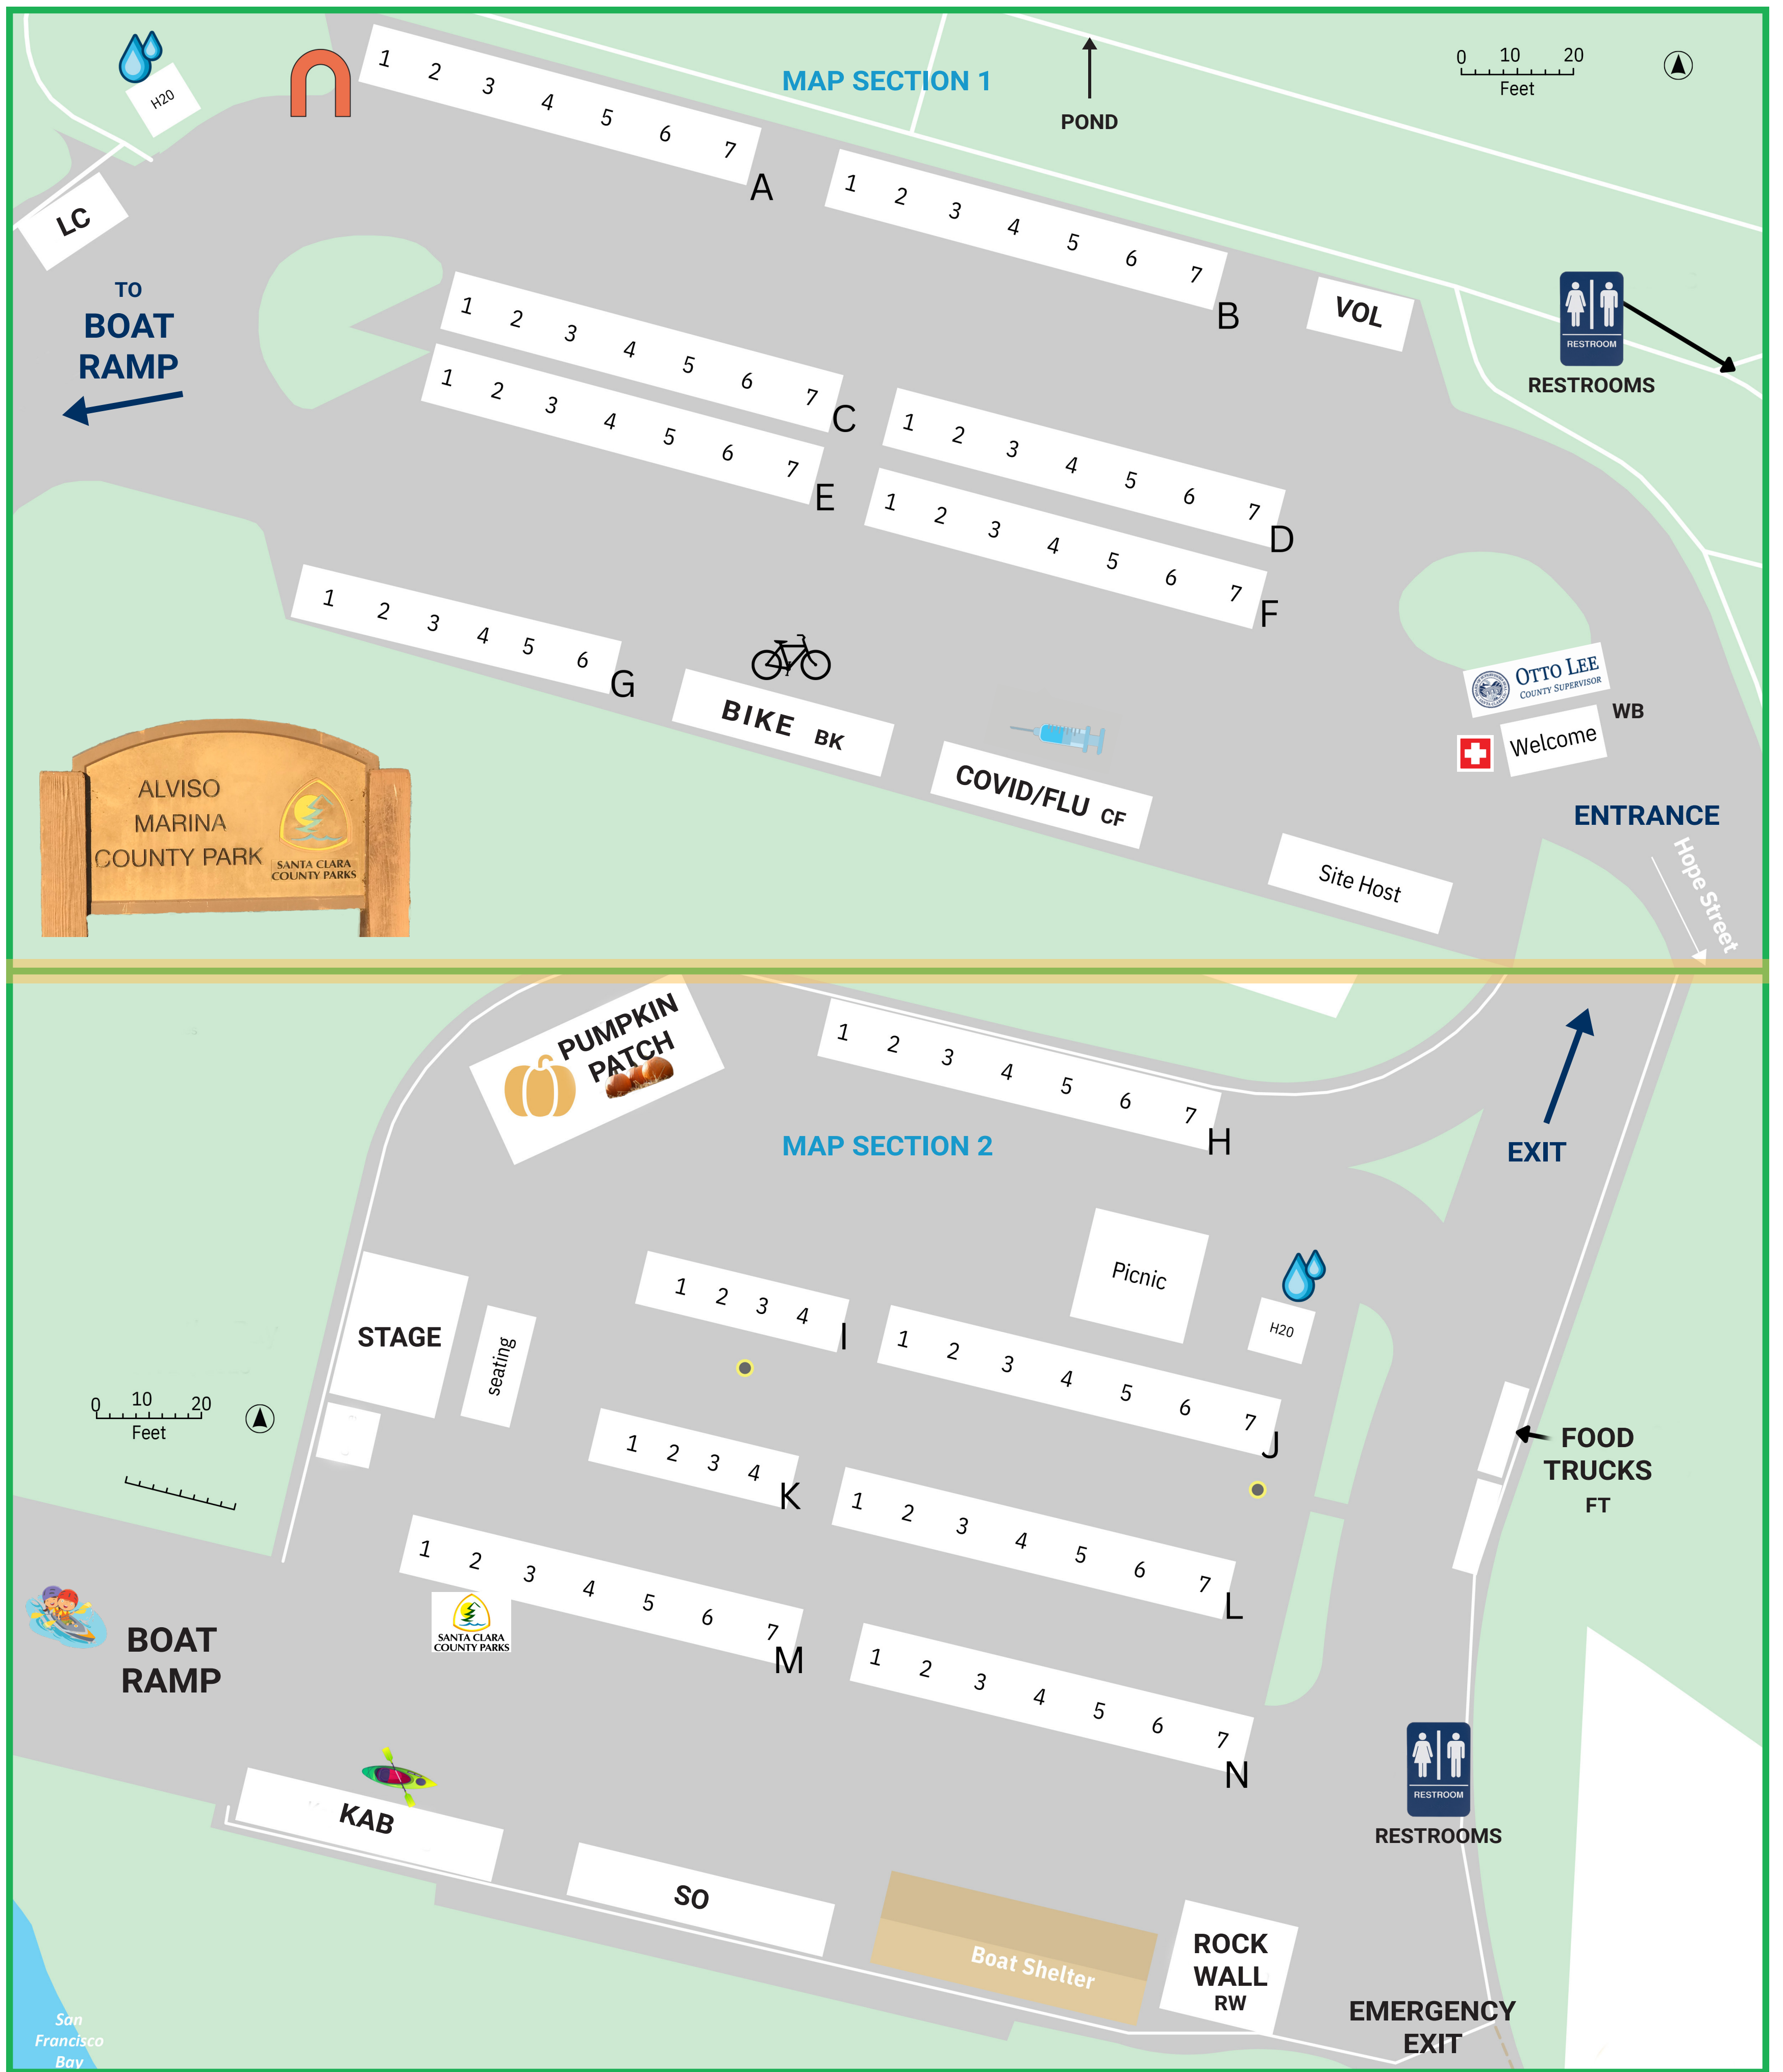 MAP SECTION 1
POND
0 10 20
Feet
H20
LC
1 2 3 4 5 6 7
A
1 2 3 4 5 6 7
B
VOL
RESTROOM
RESTROOMS
TO
BOAT
RAMP
1 2 3 4 5 6 7
C
1 2 3 4 5 6 7
D
1 2 3 4 5 6 7
E
1 2 3 4 5 6 7
F
1 2 3 4 5 6
G
BIKE BK
COVID/FLU CF
OTTO LEE
COUNTY SUPERVISOR
WB
Welcome
ENTRANCE
Hope Street
Site Host
ALVISO
MARINA
COUNTY PARK
SANTA CLARA
COUNTY PARKS
PUMPKIN
PATCH
1 2 3 4 5 6 7
H
MAP SECTION 2
EXIT
Picnic
H20
STAGE
seating
1 2 3 4
I
1 2 3 4 5 6 7
J
0 10 20
Feet
1 2 3 4
K
1 2 3 4 5 6 7
L
FOOD
TRUCKS
FT
1 2 3 4 5 6 7
M
SANTA CLARA
COUNTY PARKS
BOAT
RAMP
1 2 3 4 5 6 7
N
RESTROOM
RESTROOMS
KAB
SO
Boat Shelter
ROCK
WALL
RW
EMERGENCY
EXIT
San
Francisco
Bay